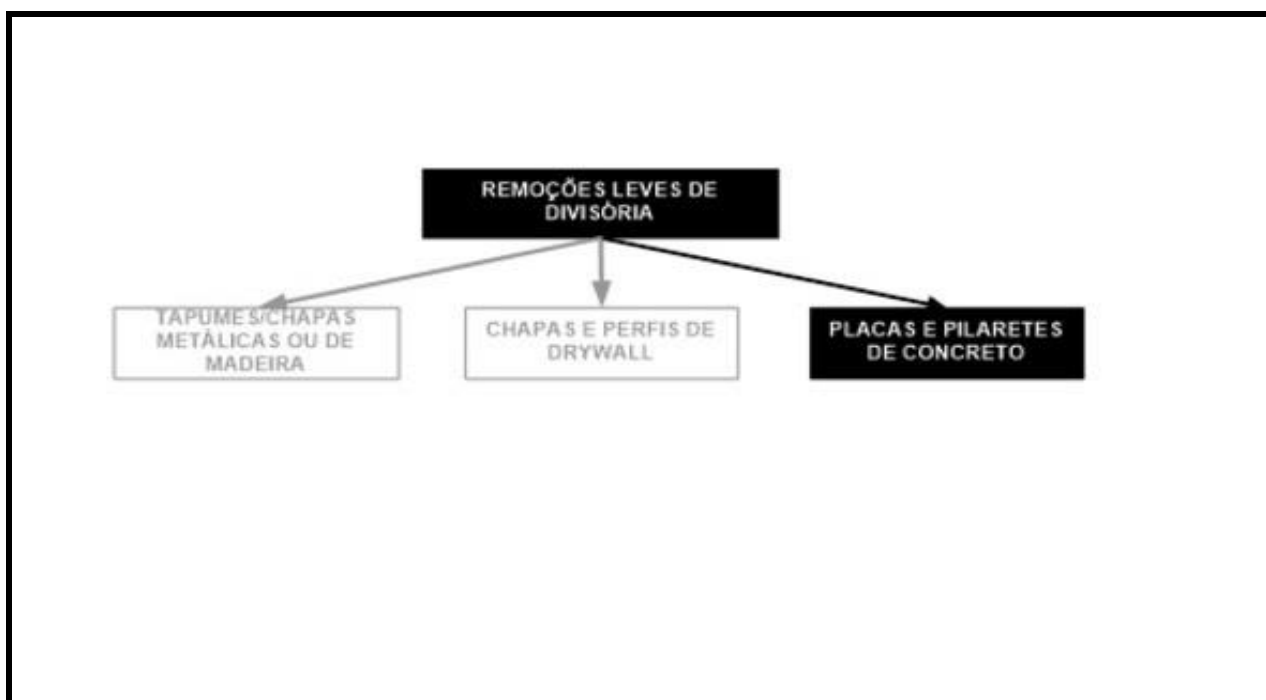 REMOÇÕES LEVES DE
DIVISÓRIA
TAPUMES/CHAPAS
METÁLICAS OU DE
MADEIRA
CHAPAS E PERFIS DE
DRYWALL
PLACAS E PILARETES
DE CONCRETO